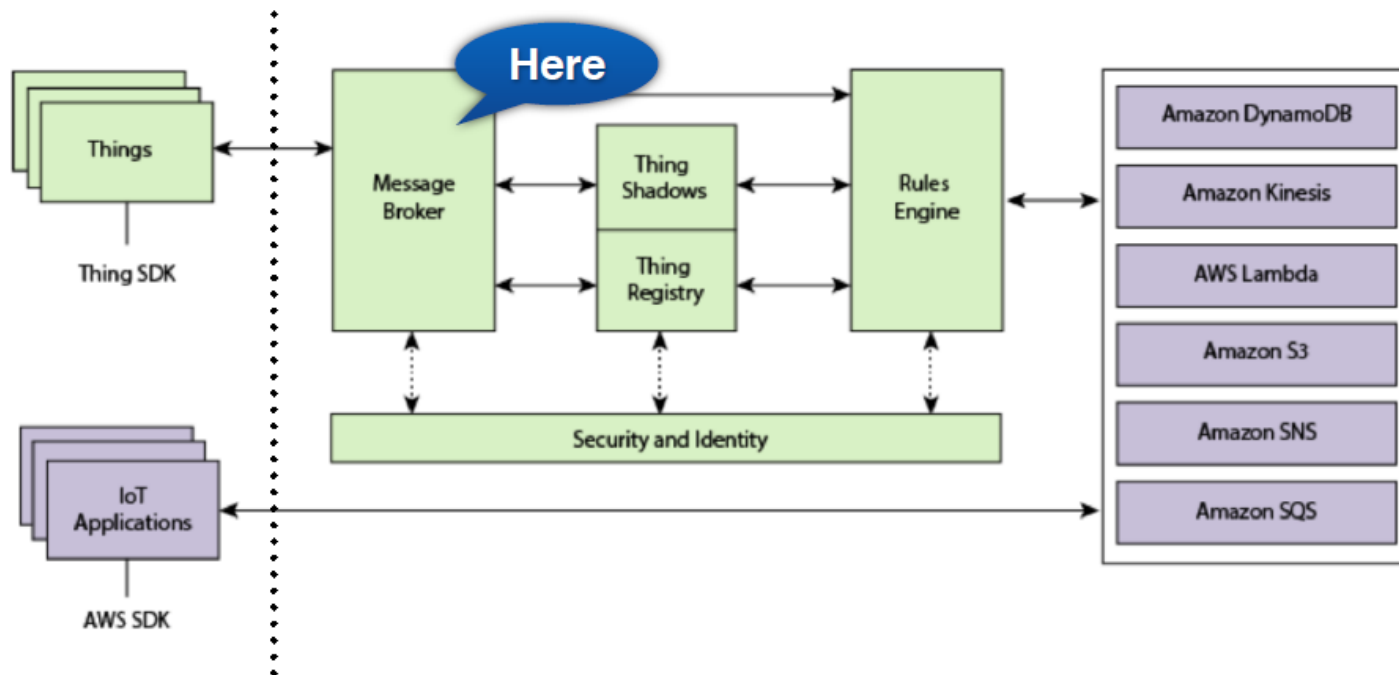 Here
Things
Thing SDK
Message
Broker
Thing
Shadows
Thing
Registry
Rules
Engine
Security and Identity
Amazon DynamoDB
Amazon Kinesis
AWS Lambda
Amazon S3
Amazon SNS
Amazon SQS
IoT
Applications
AWS SDK